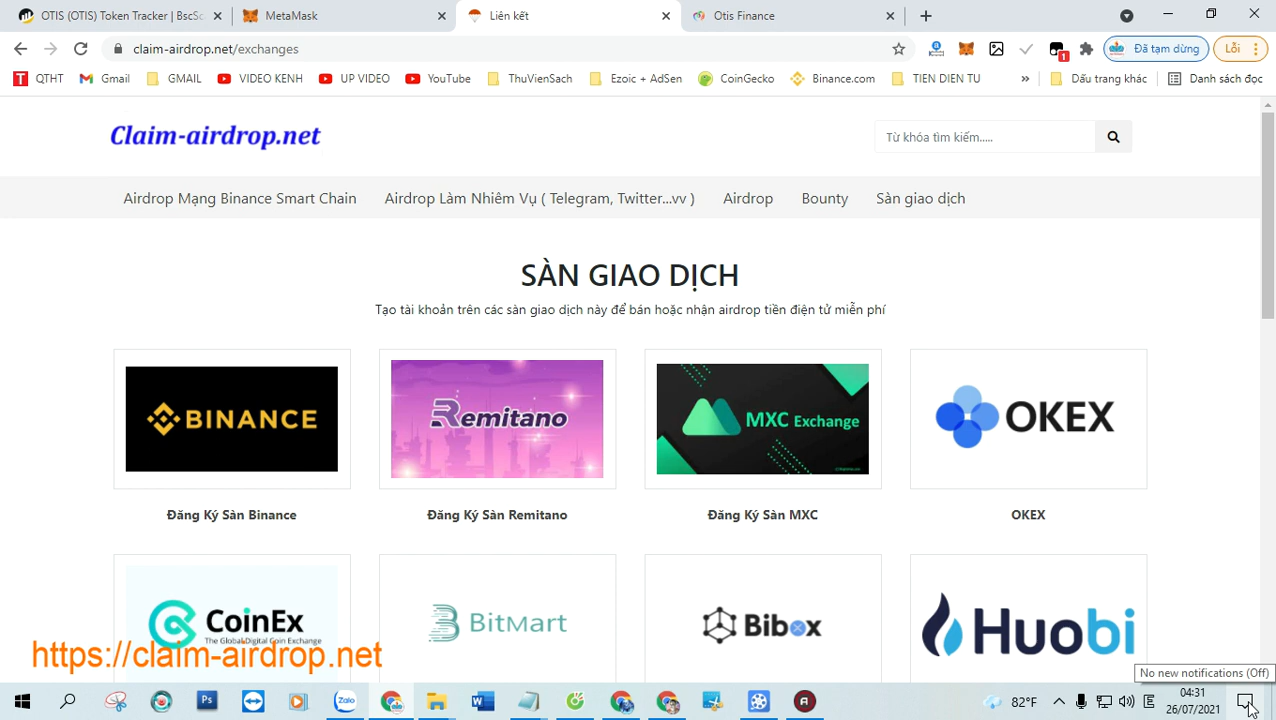 OTIS (OTIS) Token Tracker | BscSc
MetaMask
Liên kết
Otis Finance
claim-airdrop.net/exchanges
1
Đã tạm dừng
Lỗi
QTHT
Gmail
GMAIL
VIDEO KENH
UP VIDEO
YouTube
ThuVienSach
Ezoic + AdSen
CoinGecko
Binance.com
TIEN DIEN TU
»
Dấu trang khác
Danh sách đọc
Claim-airdrop.net
Từ khóa tìm kiếm.....
Airdrop Mạng Binance Smart Chain
Airdrop Làm Nhiêm Vụ ( Telegram, Twitter...vv )
Airdrop
Bounty
Sàn giao dịch
SÀN GIAO DỊCH
Tạo tài khoản trên các sàn giao dịch này để bán hoặc nhận airdrop tiền điện tử miễn phí
BINANCE
Remitano
MXC Exchange
OKEX
Đăng Ký Sàn Binance
Đăng Ký Sàn Remitano
Đăng Ký Sàn MXC
OKEX
CoinEx
The Global Digital Coin Exchange
BitMart
Bibox
Huobi
https://claim-airdrop.net
No new notifications (Off)
Ps
Zalo
W
A
82°F
E
04:31
26/07/2021